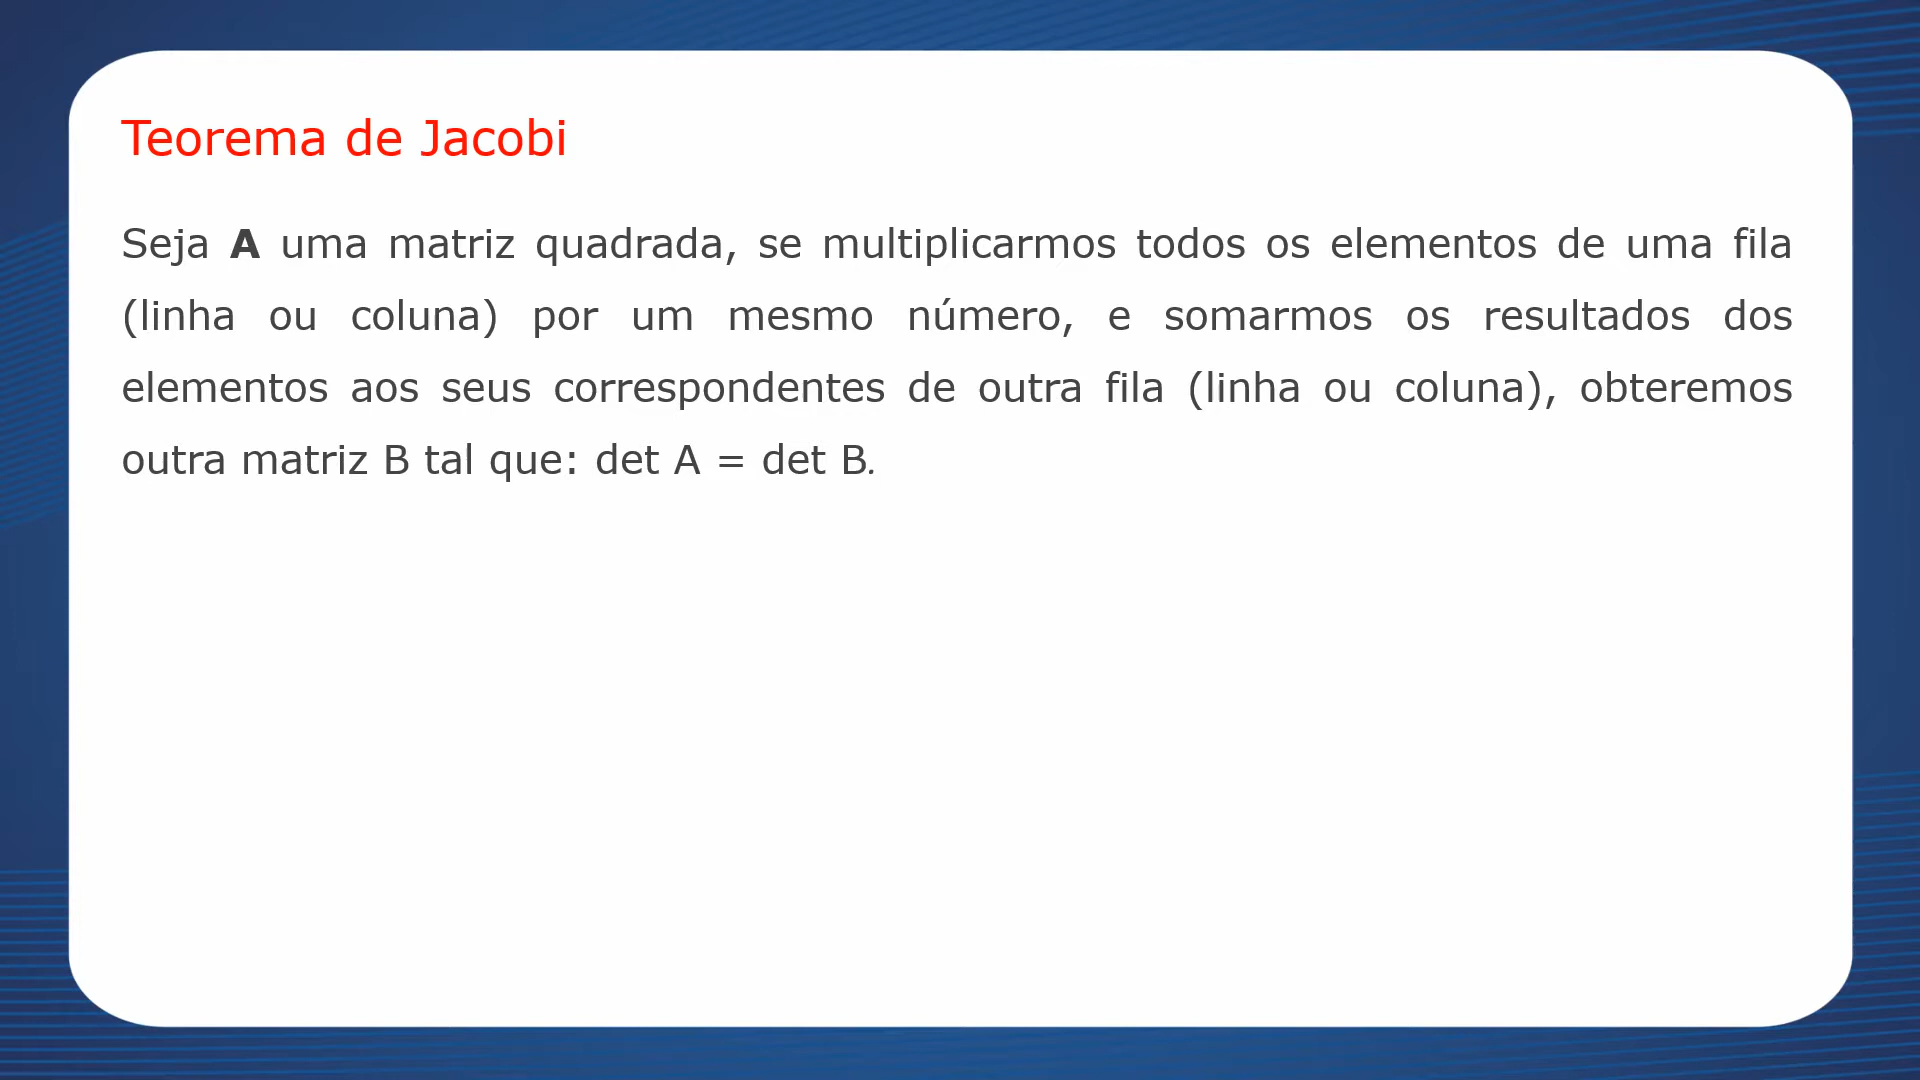 Teorema de Jacobi
Seja A uma matriz quadrada, se multiplicarmos todos os elementos de uma fila
(linha ou coluna) por um mesmo número, e somarmos os resultados dos
elementos aos seus correspondentes de outra fila (linha ou coluna), obteremos
outra matriz B tal que: det A = det B.